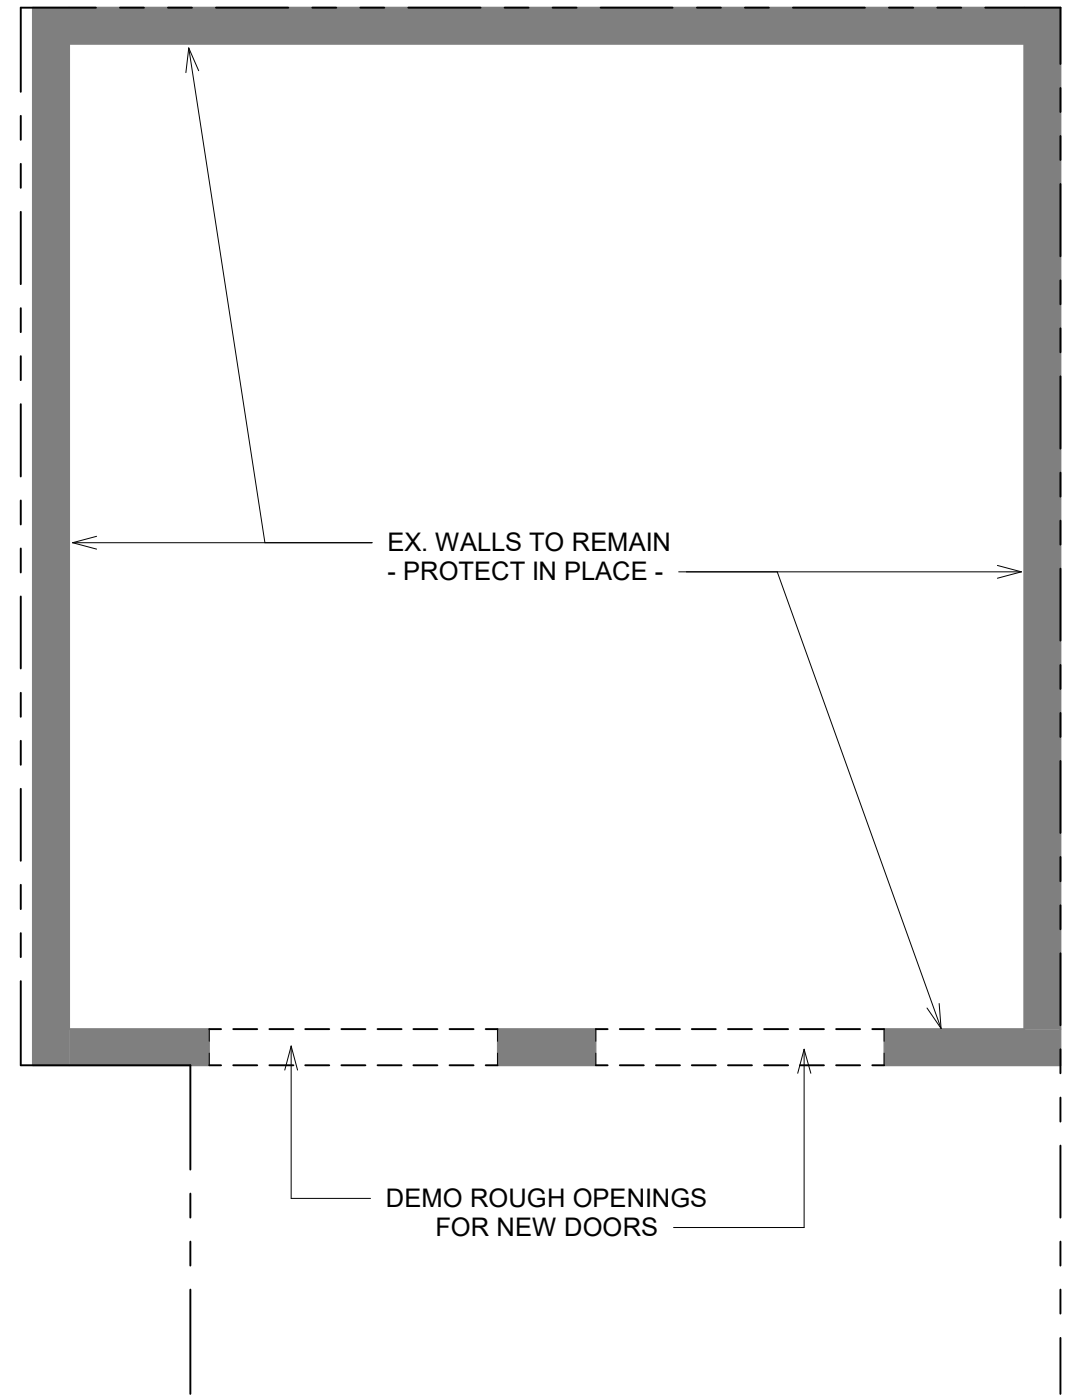 EX. WALLS TO REMAIN
- PROTECT IN PLACE -
DEMO ROUGH OPENINGS
FOR NEW DOORS